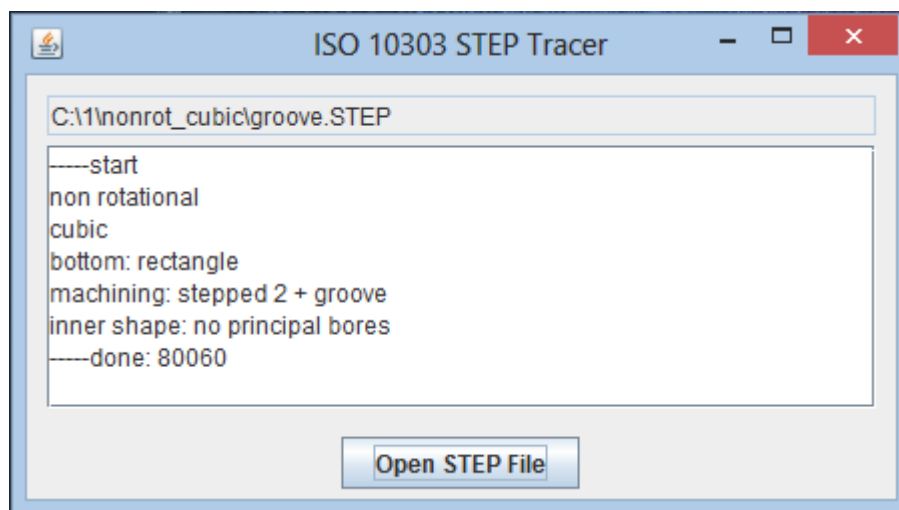 ISO 10303 STEP Tracer
C:\1\nonrot_cubic\groove.STEP
-----start
non rotational
cubic
bottom: rectangle
machining: stepped 2 + groove
inner shape: no principal bores
-----done: 80060
Open STEP File